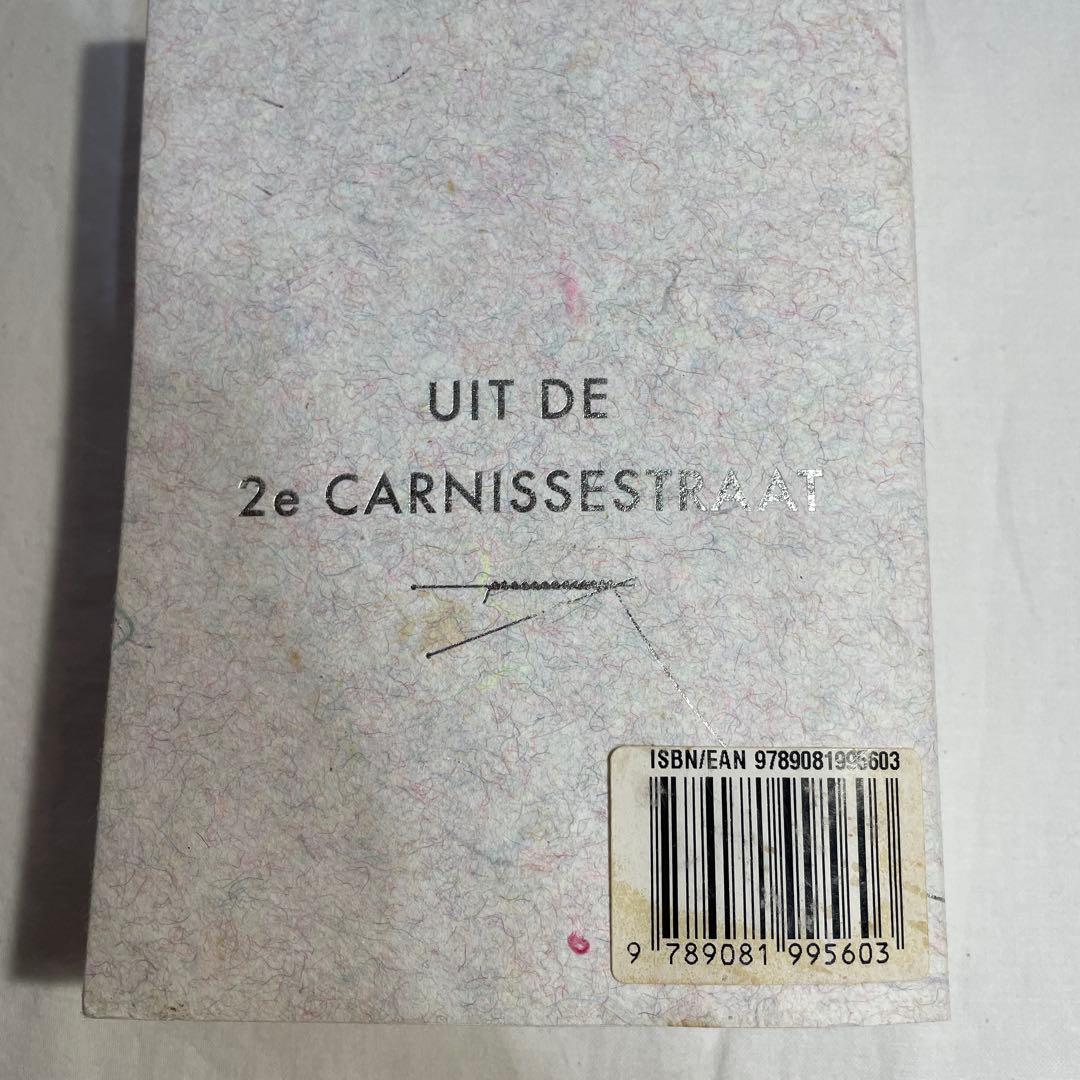 UIT DE
2e CARNISSESTRAAT
ISBN/EAN 9789081995603
9 789081 995603